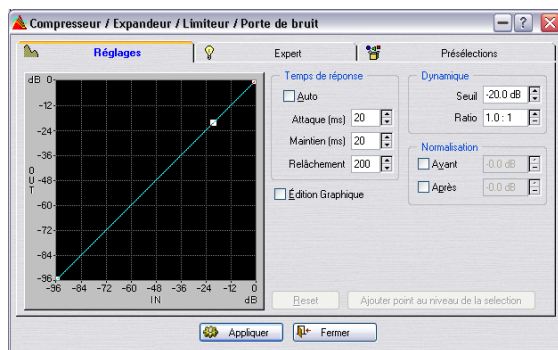 Compresseur / Expandeur / Limiteur / Porte de bruit
Réglages
Expert
Présélections
dB 0
-12
-24
-36
-48
-60
-72
-84
-96
OUT
-96 -84 -72 -60 -48 -36 -24 -12 0
IN
dB
Temps de réponse
Auto
Attaque (ms) 20
Maintien (ms) 20
Relâchement 200
Édition Graphique
Dynamique
Seuil -20.0 dB
Ratio 1.0 : 1
Normalisation
Avant -0.0 dB
Après -0.0 dB
Reset
Ajouter point au niveau de la selection
Appliquer
Fermer